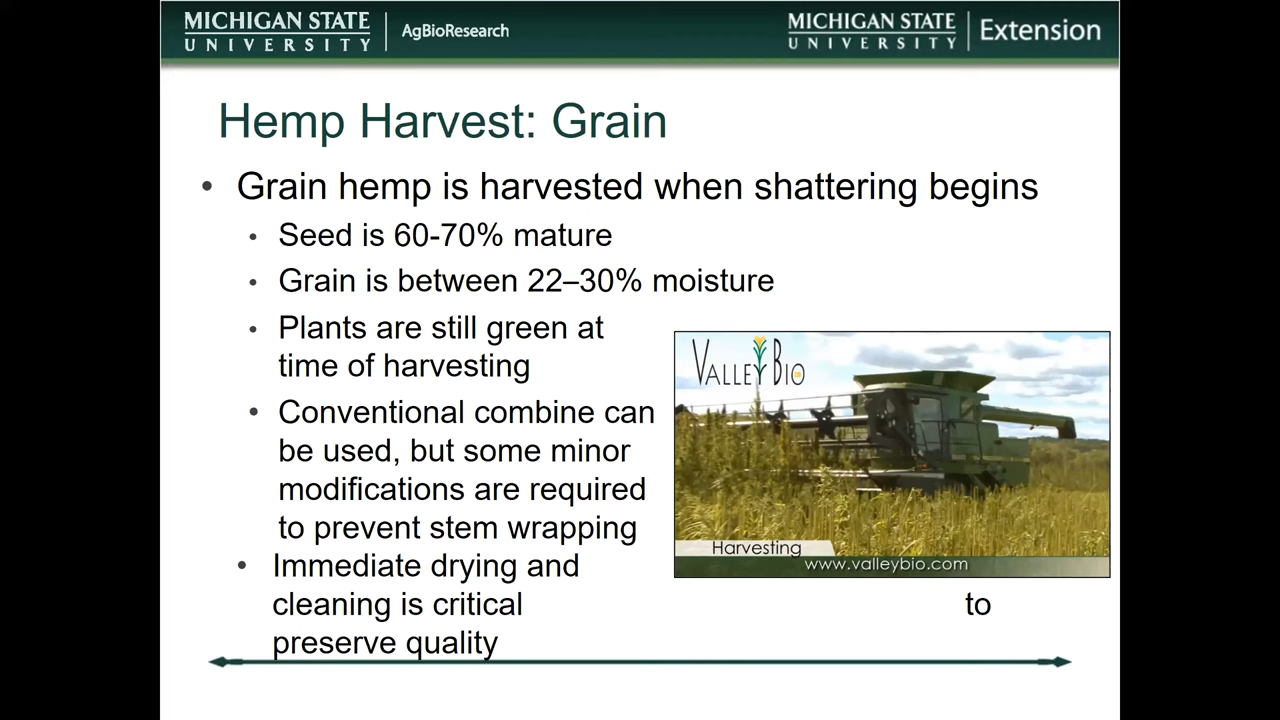 MICHIGAN STATE
UNIVERSITY
AgBioResearch
MICHIGAN STATE
UNIVERSITY
Extension
Hemp Harvest: Grain
• Grain hemp is harvested when shattering begins
• Seed is 60-70% mature
• Grain is between 22–30% moisture
• Plants are still green at
time of harvesting
• Conventional combine can
be used, but some minor
modifications are required
to prevent stem wrapping
• Immediate drying and
cleaning is critical to
preserve quality
VALLEY BIO
Harvesting
www.valleybio.com